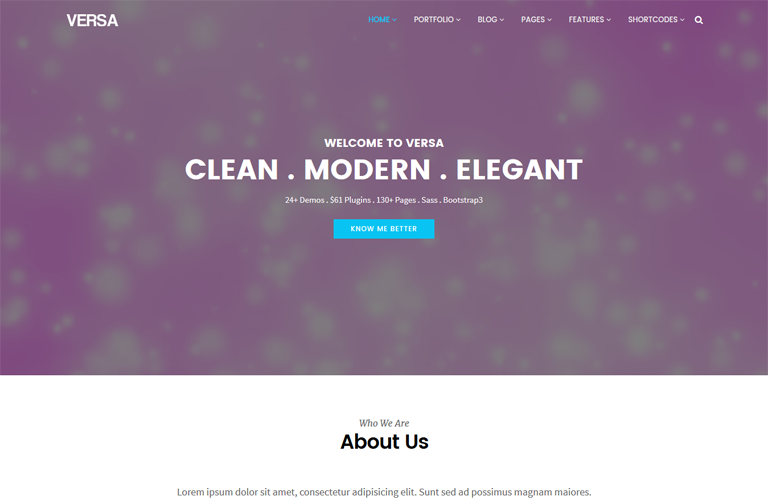 VERSA
HOME PORTFOLIO BLOG PAGES FEATURES SHORTCODES
WELCOME TO VERSA
CLEAN . MODERN . ELEGANT
24+ Demos . $61 Plugins . 130+ Pages . Sass . Bootstrap3
KNOW ME BETTER
Who We Are
About Us
Lorem ipsum dolor sit amet, consectetur adipisicing elit. Sunt sed ad possimus magnam maiores.